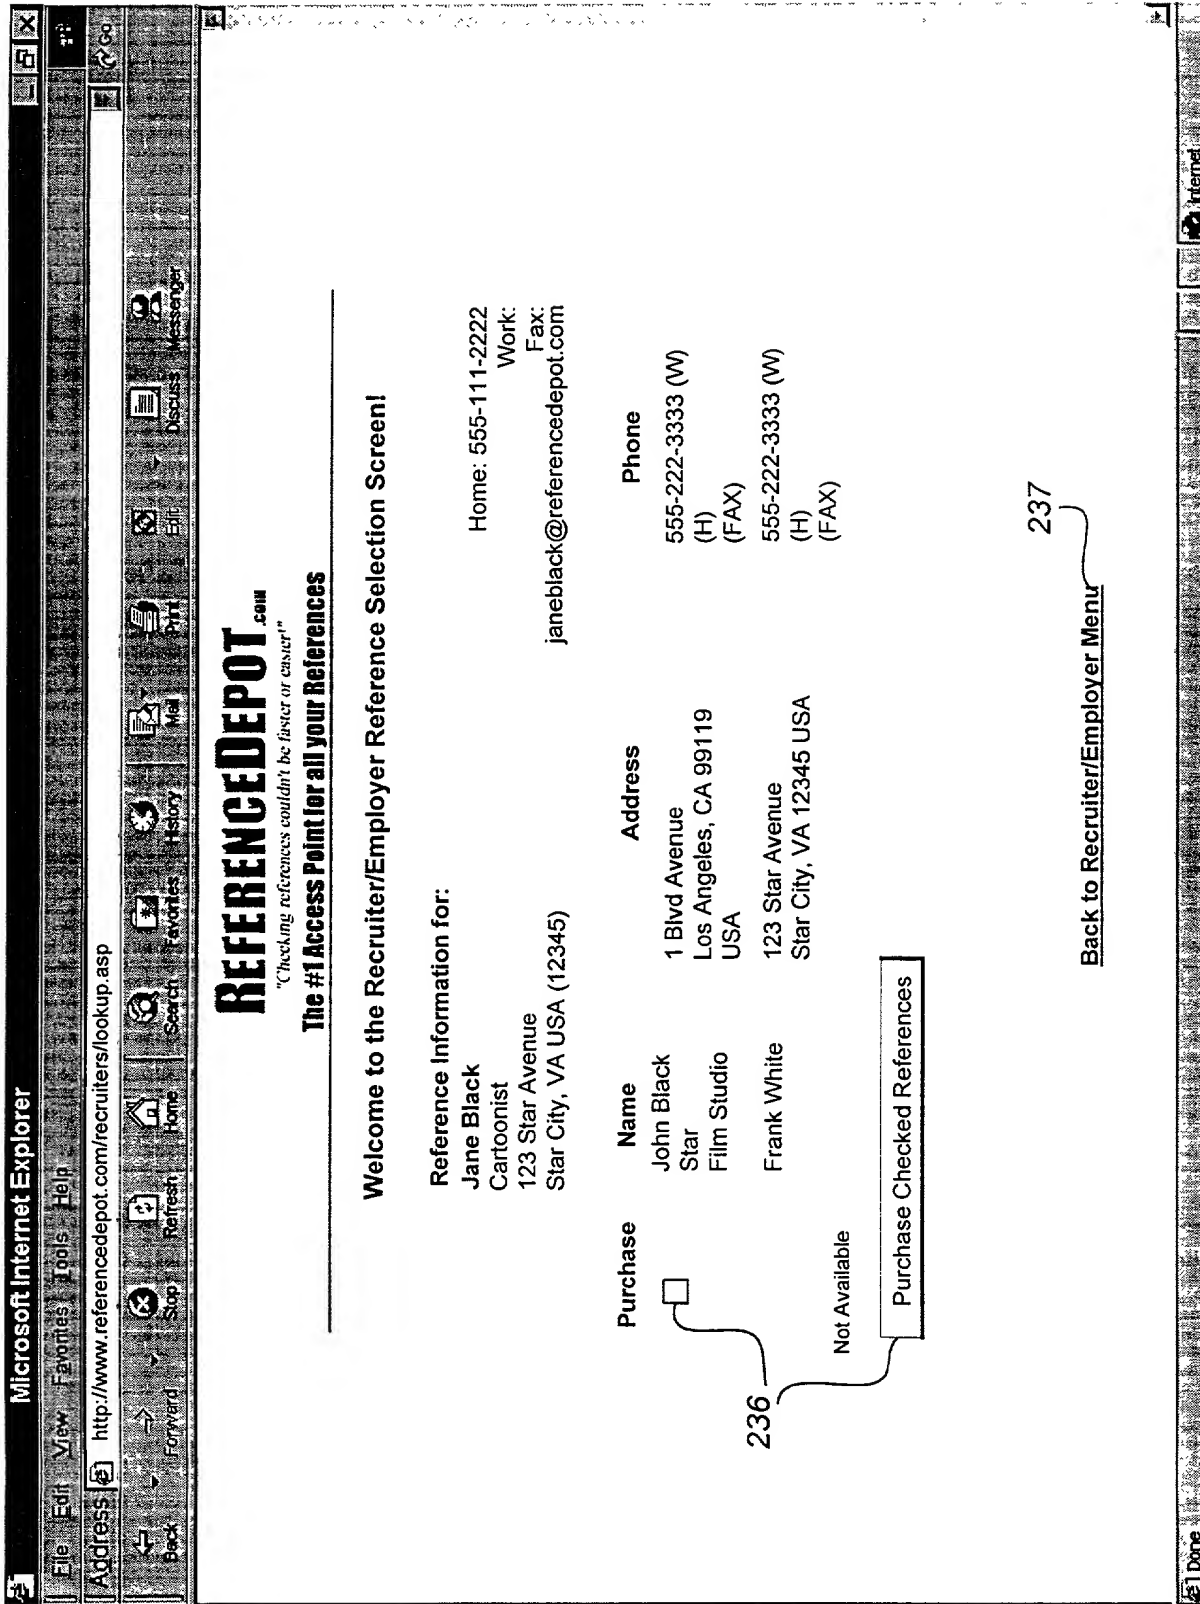 Microsoft Internet Explorer
File Edit View Favorites Tools Help
Address http://www.referencedepot.com/recruiters/lookup.asp Go
Back Forward Stop Refresh Home Search Favorites History Mail Print Edit Discuss Messenger
REFERENCEDEPOT.COM
"Checking references couldn't be faster or easier!"
The #1 Access Point for all your References
Welcome to the Recruiter/Employer Reference Selection Screen!
Reference Information for:
Jane Black Home: 555-111-2222
Cartoonist Work:
123 Star Avenue Fax:
Star City, VA USA (12345) janeblack@referencedepot.com
Purchase Name Address Phone
John Black 1 Blvd Avenue 555-222-3333 (W)
Star Los Angeles, CA 99119 (H)
Film Studio USA (FAX)
236
Frank White 123 Star Avenue 555-222-3333 (W)
Star City, VA 12345 USA (H)
Not Available (FAX)
Purchase Checked References
237
Back to Recruiter/Employer Menu
Done Internet